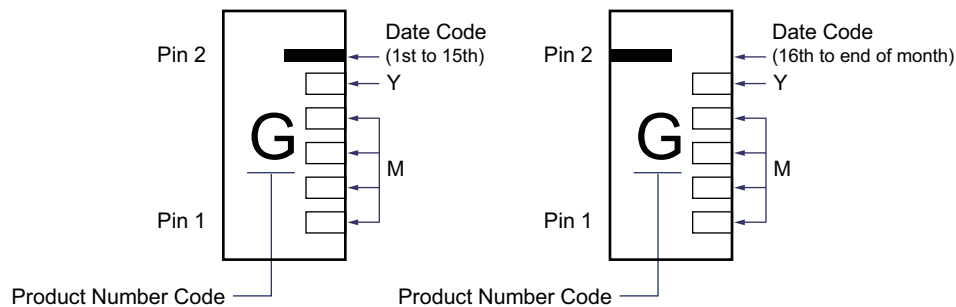 Pin 2
Date Code
(1st to 15th)
Y
G
M
Pin 1
Product Number Code
Pin 2
Date Code
(16th to end of month)
Y
G
M
Pin 1
Product Number Code